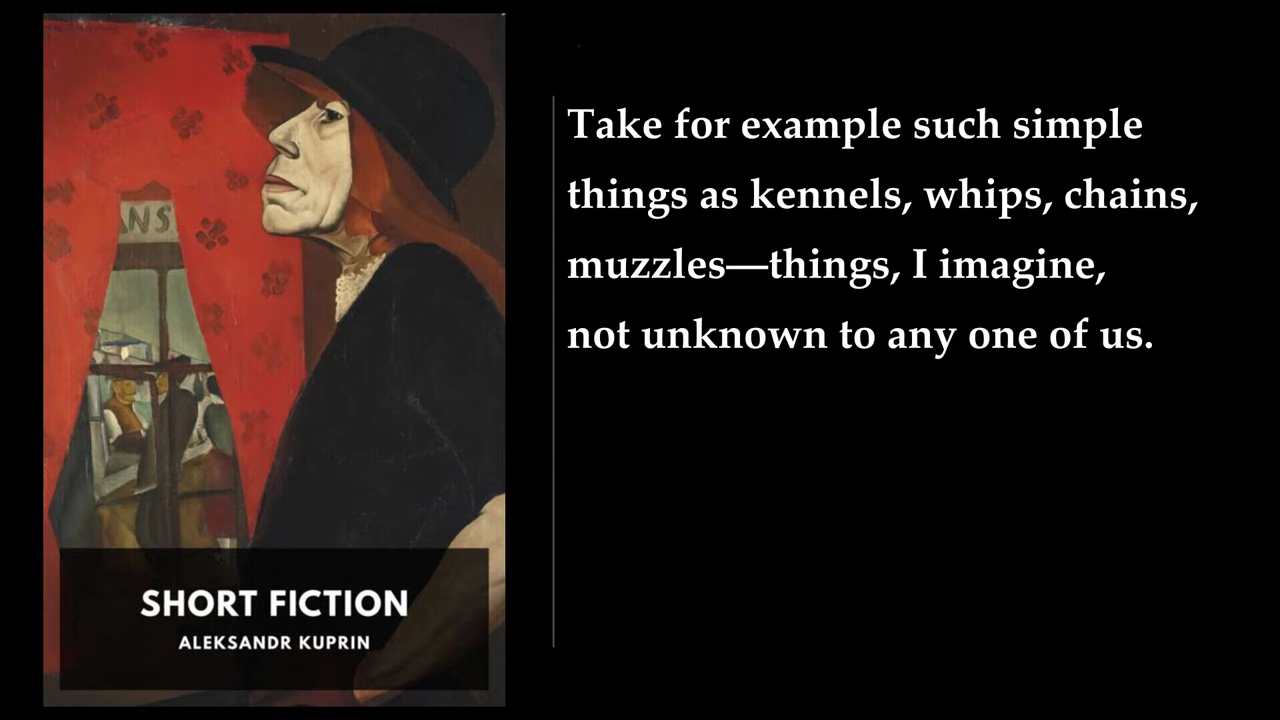 NS
SHORT FICTION
ALEKSANDR KUPRIN
Take for example such simple
things as kennels, whips, chains,
muzzles—things, I imagine,
not unknown to any one of us.